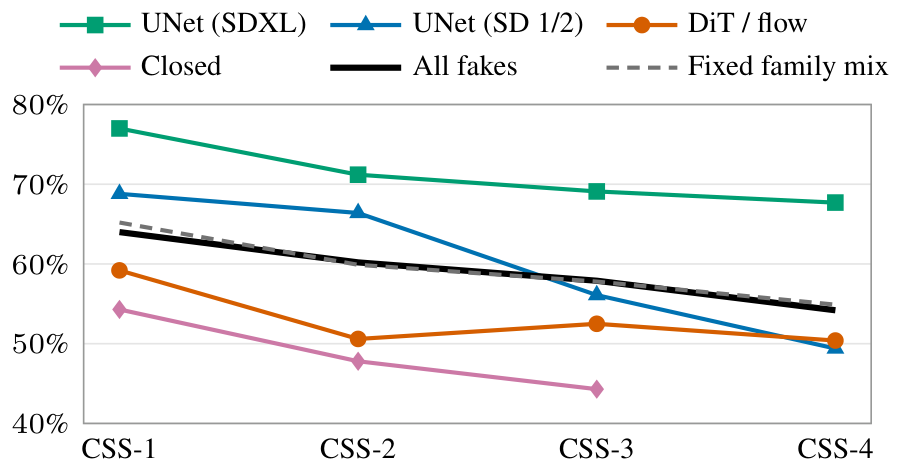 UNet (SDXL) UNet (SD 1/2) DiT / flow
Closed All fakes Fixed family mix
80%
70%
60%
50%
40%
CSS-1 CSS-2 CSS-3 CSS-4